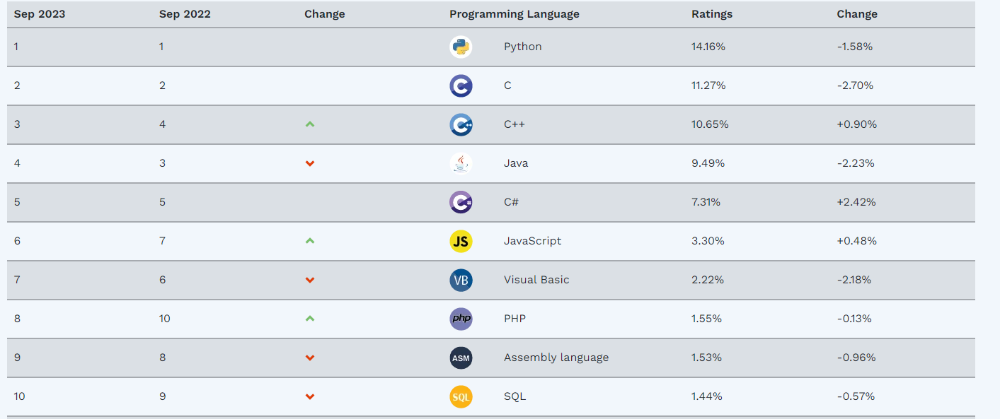 Sep 2023 Sep 2022 Change Programming Language Ratings Change
1 1 Python 14.16% -1.58%
2 2 C C 11.27% -2.70%
3 4 C++ C++ 10.65% +0.90%
4 3 Java 9.49% -2.23%
5 5 C# C# 7.31% +2.42%
6 7 JS JavaScript 3.30% +0.48%
7 6 VB Visual Basic 2.22% -2.18%
8 10 php PHP 1.55% -0.13%
9 8 ASM Assembly language 1.53% -0.96%
10 9 SQL SQL 1.44% -0.57%